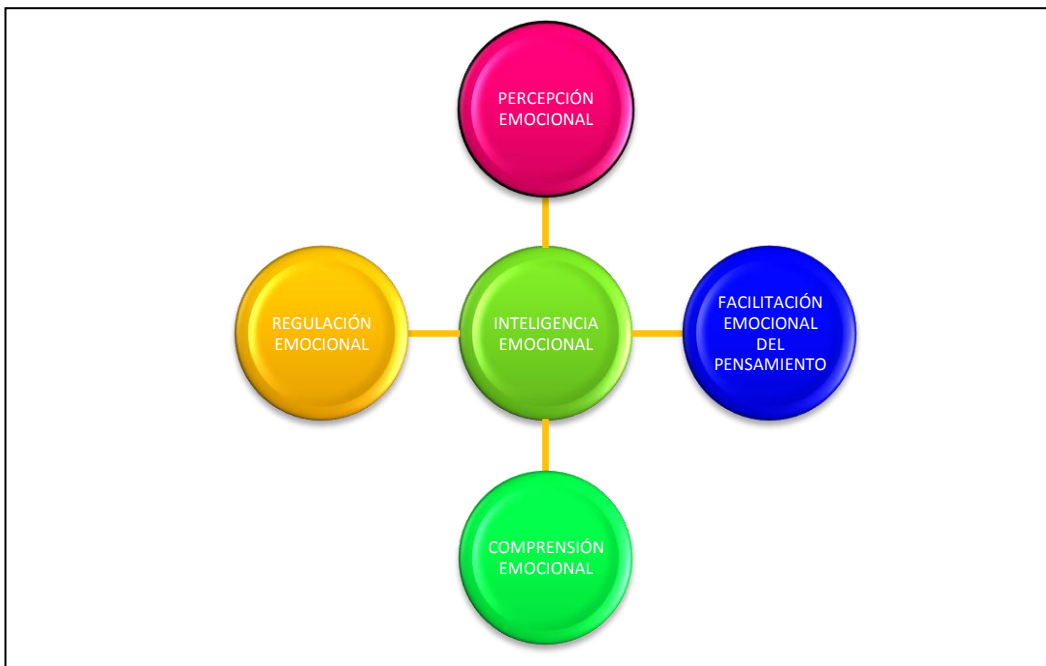 PERCEPCIÓN
EMOCIONAL
REGULACIÓN
EMOCIONAL
INTELIGENCIA
EMOCIONAL
FACILITACIÓN
EMOCIONAL
DEL
PENSAMIENTO
COMPRENSIÓN
EMOCIONAL